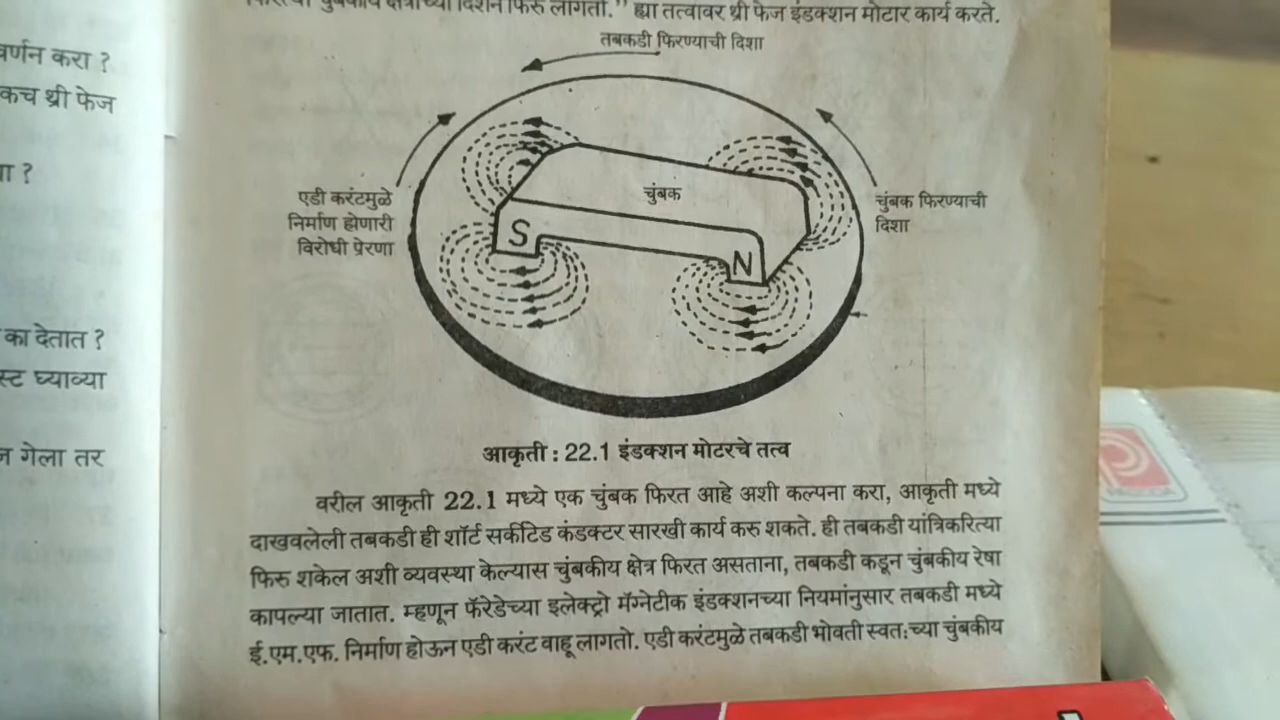 वर्णन करा ?
कच थ्री फेज
का देतात ?
स्ट घ्याव्या
गेला तर
चुंबकीय क्षेत्राच्या दिशेने फिरु लागतो." ह्या तत्वावर थ्री फेज इंडक्शन मोटार कार्य करते.
तबकडी फिरण्याची दिशा
एडी करंटमुळे
निर्माण होणारी
विरोधी प्रेरणा
चुंबक
चुंबक फिरण्याची
दिशा
S
N
आकृती : 22.1 इंडक्शन मोटरचे तत्व
वरील आकृती 22.1 मध्ये एक चुंबक फिरत आहे अशी कल्पना करा, आकृती मध्ये
दाखवलेली तबकडी ही शॉर्ट सर्कीटिड कंडक्टर सारखी कार्य करु शकते. ही तबकडी यांत्रिकरित्या
फिरु शकेल अशी व्यवस्था केल्यास चुंबकीय क्षेत्र फिरत असताना, तबकडी कडून चुंबकीय रेषा
कापल्या जातात. म्हणून फॅरेडेच्या इलेक्ट्रो मॅग्नेटीक इंडक्शनच्या नियमांनुसार तबकडी मध्ये
ई.एम.एफ. निर्माण होऊन एडी करंट वाहू लागतो. एडी करंटमुळे तबकडी भोवती स्वत:च्या चुंबकीय